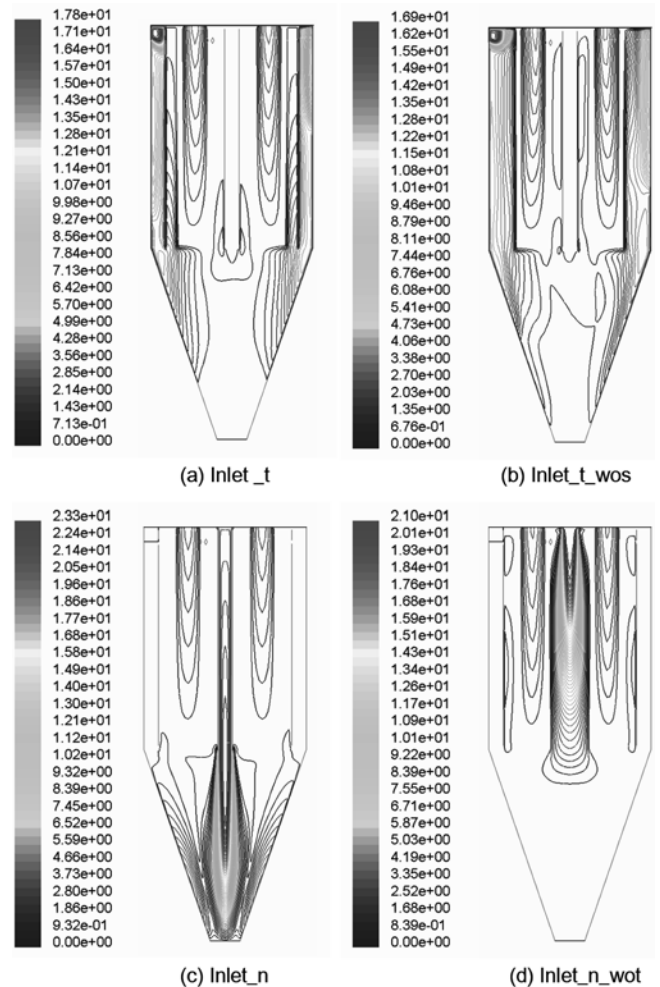 1.78e+01
1.71e+01
1.64e+01
1.57e+01
1.50e+01
1.43e+01
1.35e+01
1.28e+01
1.21e+01
1.14e+01
1.07e+01
9.98e+00
9.27e+00
8.56e+00
7.84e+00
7.13e+00
6.42e+00
5.70e+00
4.99e+00
4.28e+00
3.56e+00
2.85e+00
2.14e+00
1.43e+00
7.13e-01
0.00e+00
(a) Inlet _t
1.69e+01
1.62e+01
1.55e+01
1.49e+01
1.42e+01
1.35e+01
1.28e+01
1.22e+01
1.15e+01
1.08e+01
1.01e+01
9.46e+00
8.79e+00
8.11e+00
7.44e+00
6.76e+00
6.08e+00
5.41e+00
4.73e+00
4.06e+00
3.38e+00
2.70e+00
2.03e+00
1.35e+00
6.76e-01
0.00e+00
(b) Inlet_t_wos
2.33e+01
2.24e+01
2.14e+01
2.05e+01
1.96e+01
1.86e+01
1.77e+01
1.68e+01
1.58e+01
1.49e+01
1.40e+01
1.30e+01
1.21e+01
1.12e+01
1.02e+01
9.32e+00
8.39e+00
7.45e+00
6.52e+00
5.59e+00
4.66e+00
3.73e+00
2.80e+00
1.86e+00
9.32e-01
0.00e+00
(c) Inlet_n
2.10e+01
2.01e+01
1.93e+01
1.84e+01
1.76e+01
1.68e+01
1.59e+01
1.51e+01
1.43e+01
1.34e+01
1.26e+01
1.17e+01
1.09e+01
1.01e+01
9.22e+00
8.39e+00
7.55e+00
6.71e+00
5.87e+00
5.03e+00
4.19e+00
3.35e+00
2.52e+00
1.68e+00
8.39e-01
0.00e+00
(d) Inlet_n_wot